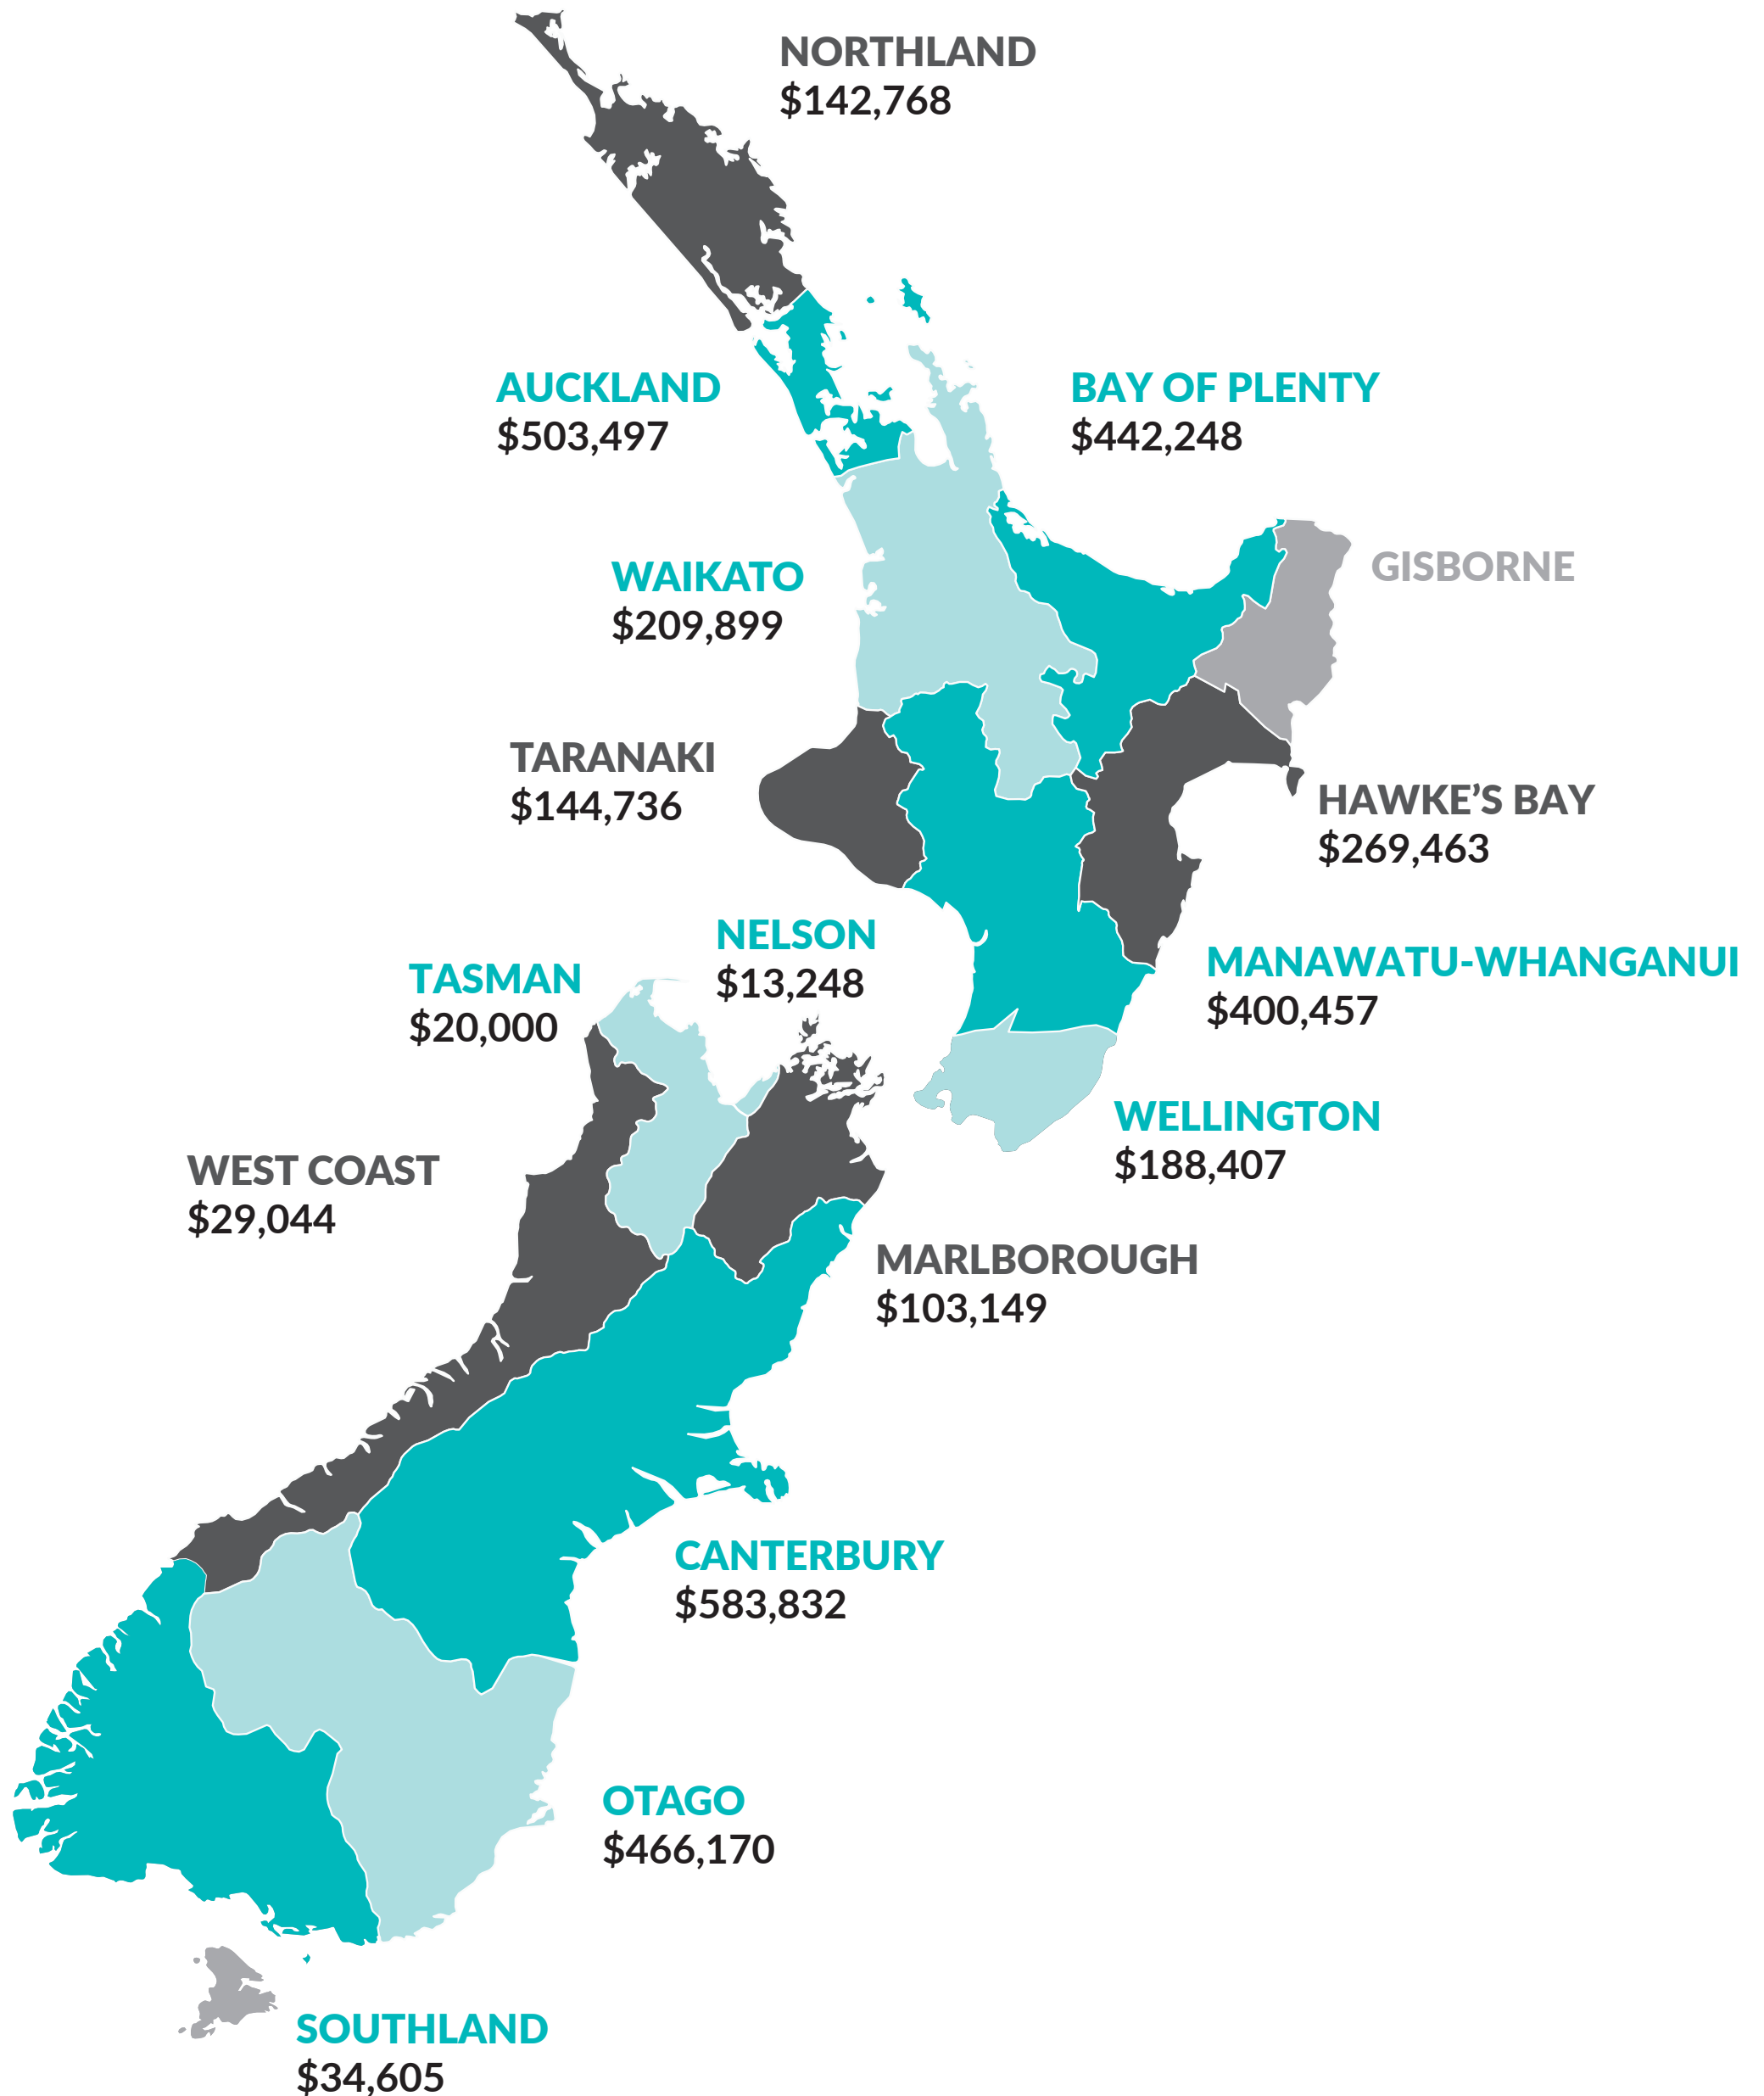 NORTHLAND
$142,768
AUCKLAND
$503,497
BAY OF PLENTY
$442,248
WAIKATO
$209,899
GISBORNE
TARANAKI
$144,736
HAWKE’S BAY
$269,463
NELSON
$13,248
TASMAN
$20,000
MANAWATU-WHANGANUI
$400,457
WELLINGTON
$188,407
WEST COAST
$29,044
MARLBOROUGH
$103,149
CANTERBURY
$583,832
OTAGO
$466,170
SOUTHLAND
$34,605